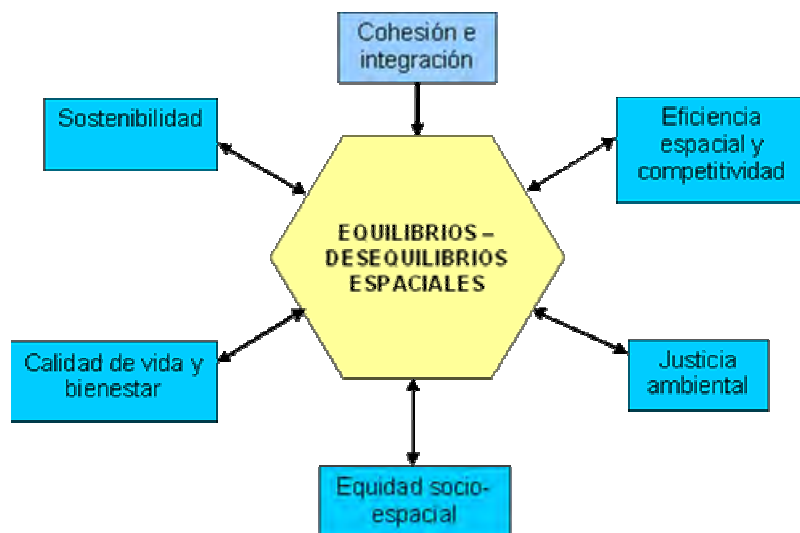 Cohesión e
integración
Sostenibilidad
Eficiencia
espacial y
competitividad
EQUILIBRIOS –
DESEQUILIBRIOS
ESPACIALES
Calidad de vida y
bienestar
Justicia
ambiental
Equidad socio-
espacial